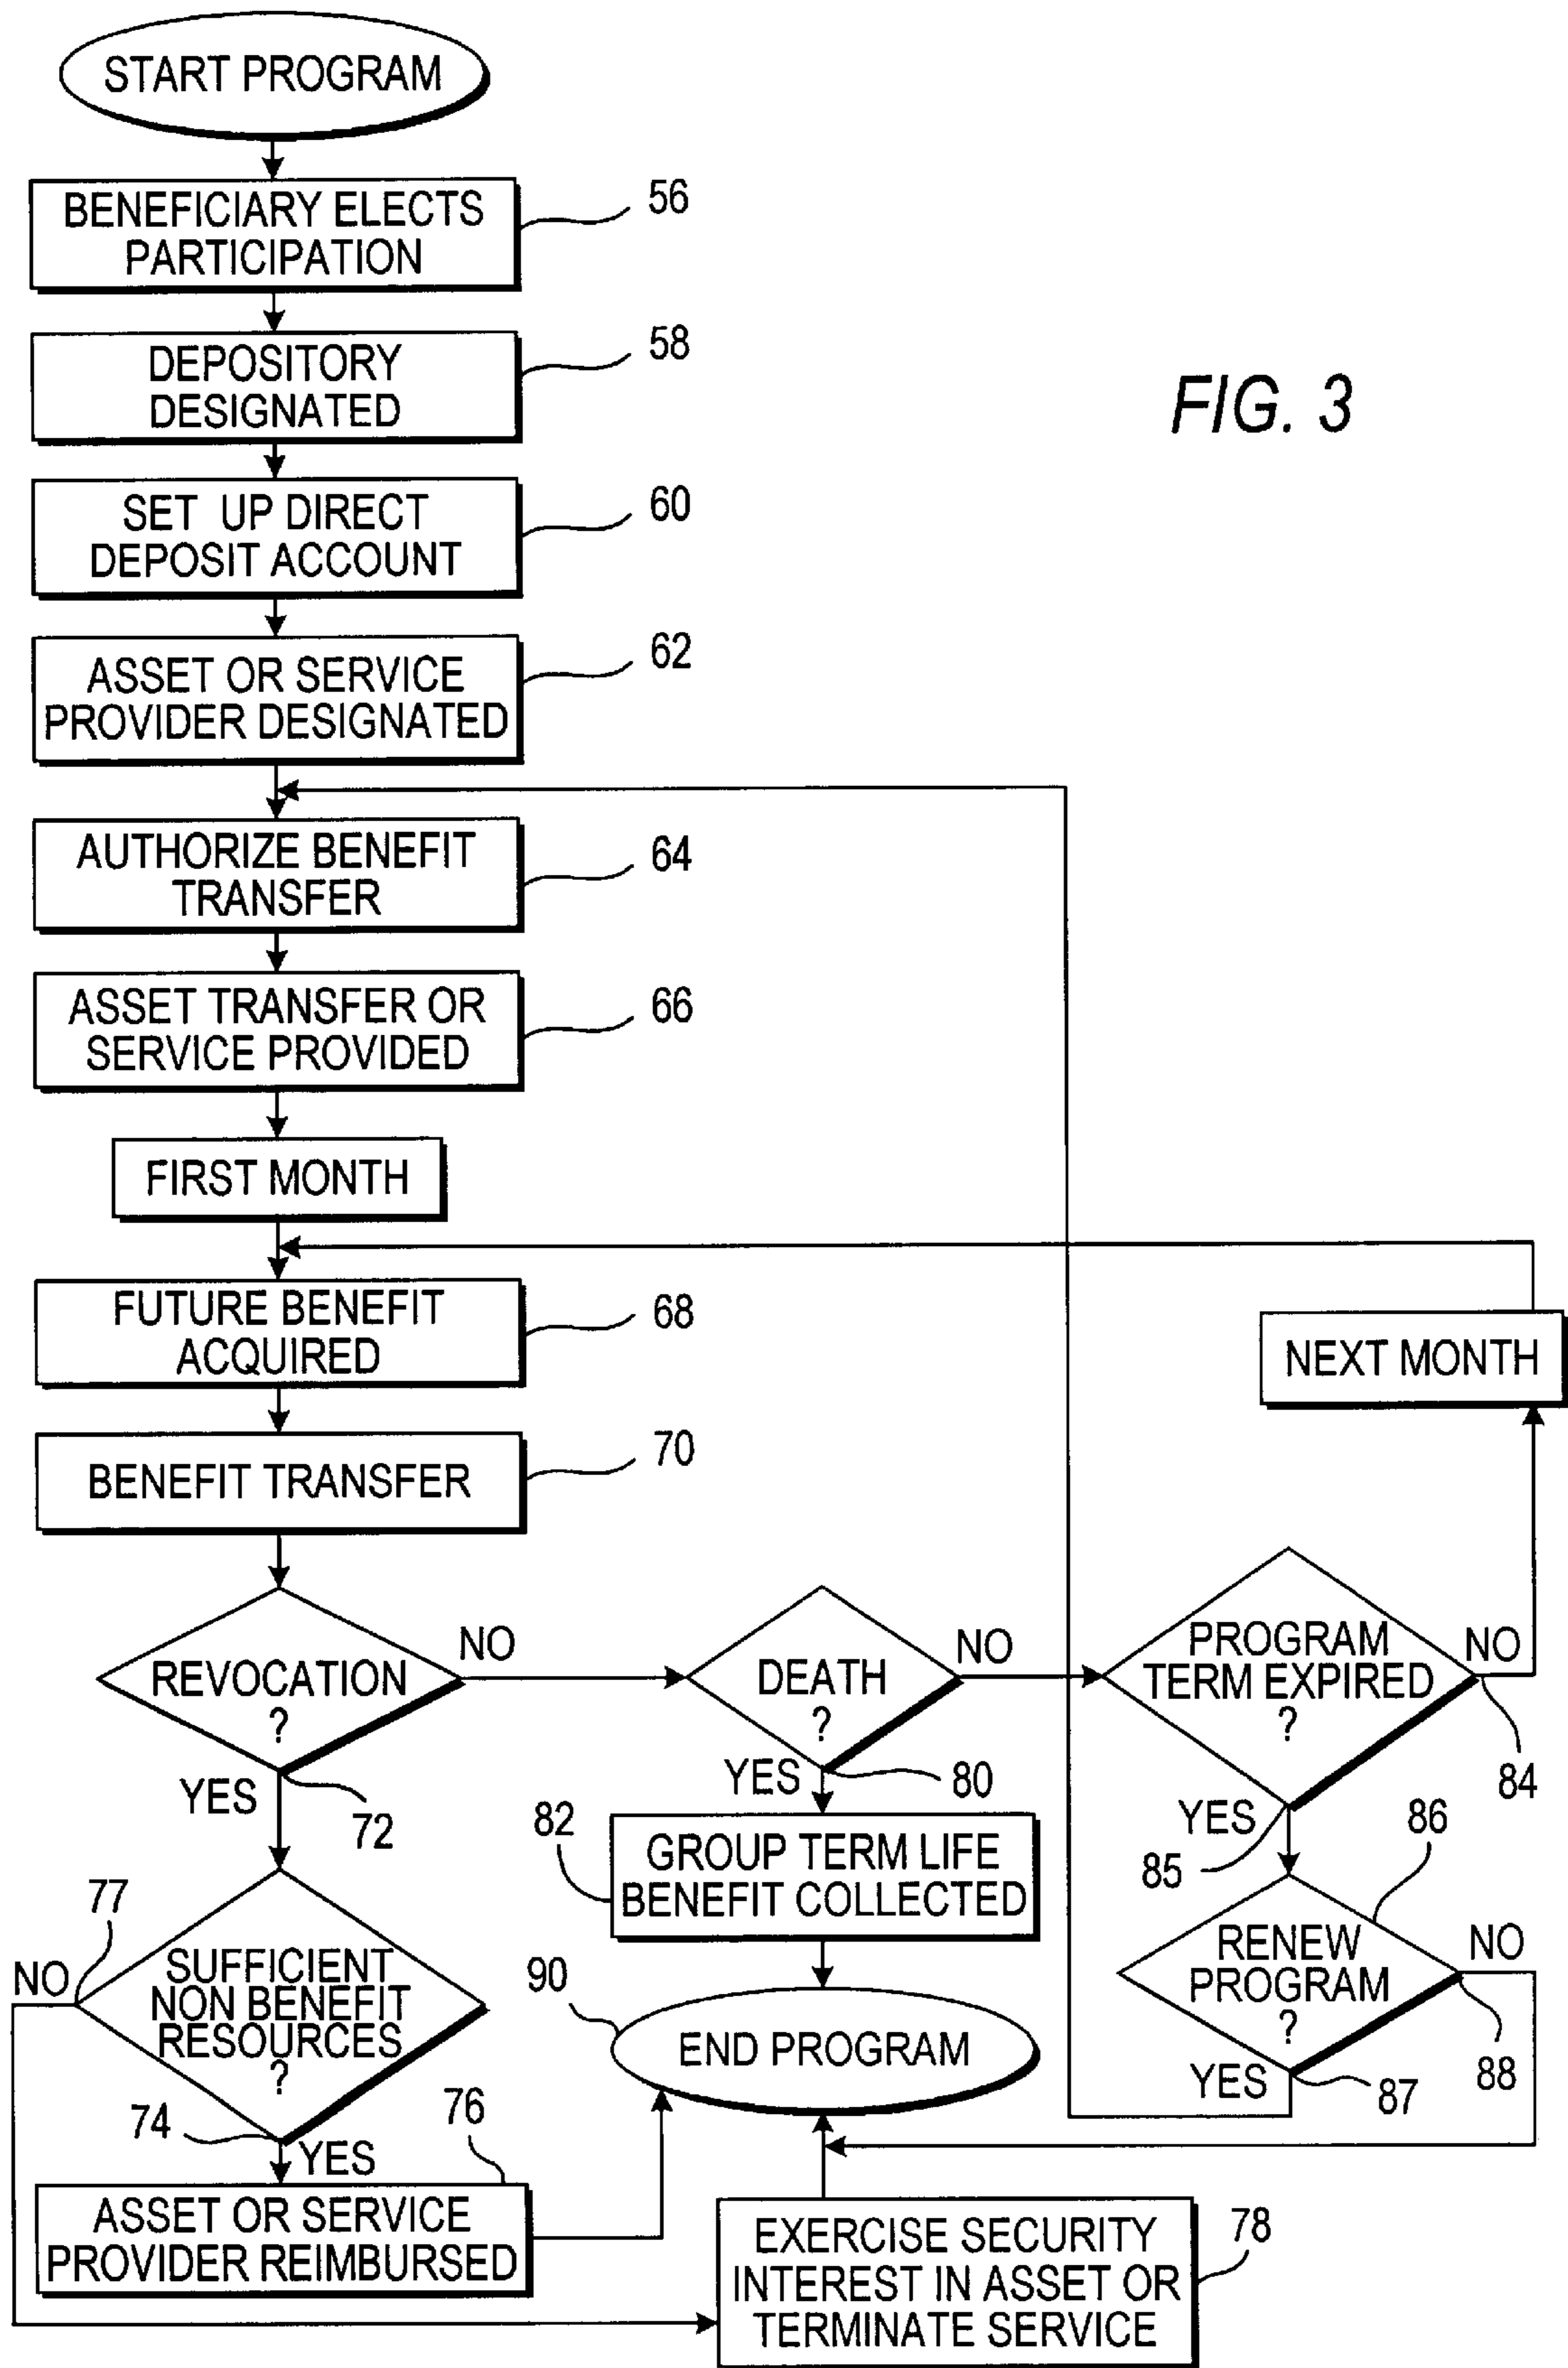 START PROGRAM
BENEFICIARY ELECTS
PARTICIPATION
56
DEPOSITORY
DESIGNATED
58
FIG. 3
SET UP DIRECT
DEPOSIT ACCOUNT
60
ASSET OR SERVICE
PROVIDER DESIGNATED
62
AUTHORIZE BENEFIT
TRANSFER
64
ASSET TRANSFER OR
SERVICE PROVIDED
66
FIRST MONTH
FUTURE BENEFIT
ACQUIRED
68
NEXT MONTH
BENEFIT TRANSFER
70
REVOCATION
?
NO
YES
72
DEATH
?
NO
YES
80
PROGRAM
TERM EXPIRED
?
NO
84
YES
85
82
GROUP TERM LIFE
BENEFIT COLLECTED
86
RENEW
PROGRAM
?
NO
88
YES
87
77
NO
SUFFICIENT
NON BENEFIT
RESOURCES
?
74
YES
90
END PROGRAM
76
ASSET OR SERVICE
PROVIDER REIMBURSED
EXERCISE SECURITY
INTEREST IN ASSET OR
TERMINATE SERVICE
78